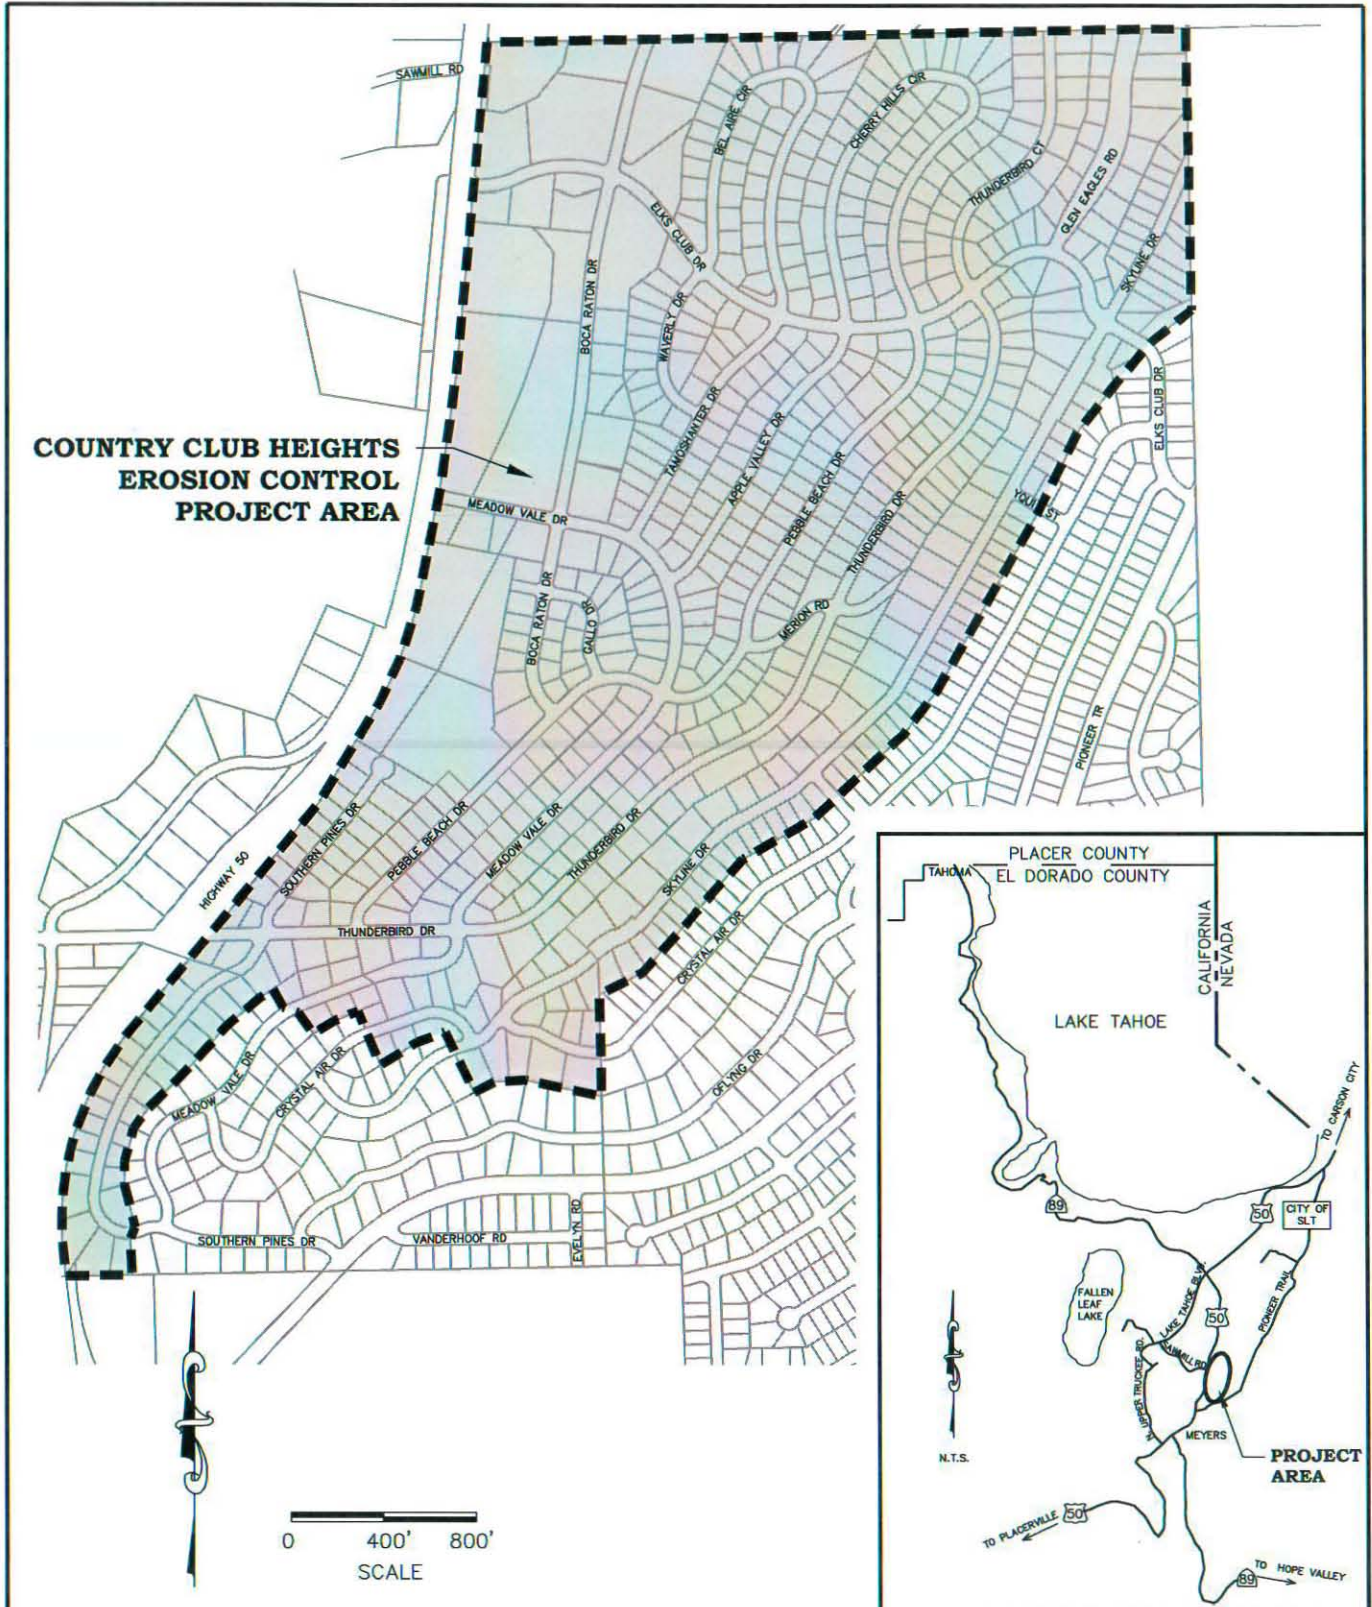 SAWMILL RD
BEL AIRE CIR
CHERRY HILLS CIR
THUNDERBIRD CT
GLEN EAGLES RD
SKYLINE DR
ELKS CLUB DR
BOCA RATON DR
WAVERLY DR
ELKS CLUB DR
TAMOSHANTER DR
APPLE VALLEY DR
PEBBLE BEACH DR
THUNDERBIRD DR
COUNTRY CLUB HEIGHTS
EROSION CONTROL
PROJECT AREA
MEADOW VALE DR
BOCA RATON DR
GALLO RD
MERION RD
PIONEER TR
HIGHWAY 50
SOUTHERN PINES DR
PEBBLE BEACH DR
MEADOW VALE DR
THUNDERBIRD DR
SKYLINE DR
THUNDERBIRD DR
CRYSTAL AIR DR
MEADOW VALE DR
CRYSTAL AIR DR
OFLYNG DR
SOUTHERN PINES DR
VANDERHOOF RD
EVELYN RD
0 400' 800'
SCALE
PLACER COUNTY
TAHOMA
EL DORADO COUNTY
CALIFORNIA
NEVADA
LAKE TAHOE
TO CARSON CITY
89
50
CITY OF
SLT
FALLEN
LEAF
LAKE
LAKE TAHOE BLVD.
50
PIONEER TRAIL
SAWMILL RD
N. UPPER TRUCKEE RD.
MEYERS
N.T.S.
PROJECT
AREA
50
TO PLACERVILLE
89
TO HOPE VALLEY